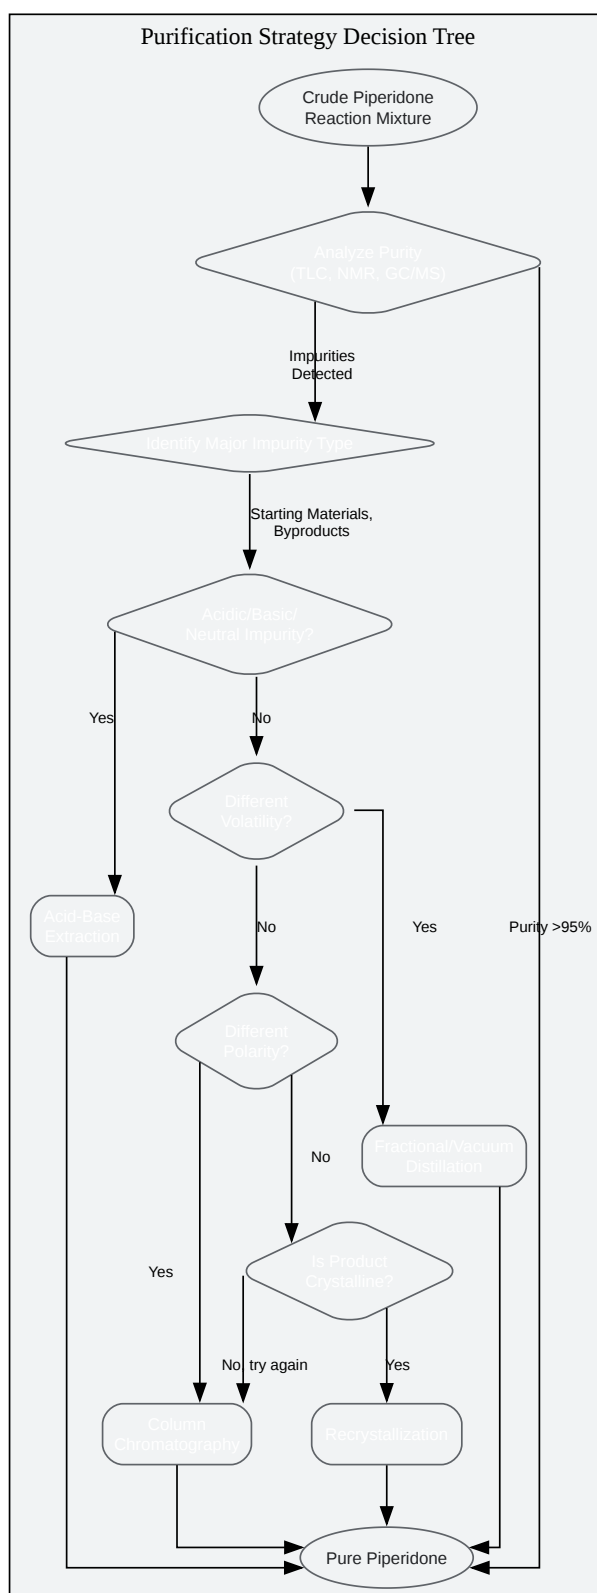 Purification Strategy Decision Tree
Crude Piperidone
Reaction Mixture
Analyze Purity
(TLC, NMR, GC/MS)
Impurities
Detected
Identify Major Impurity Type
Starting Materials,
Byproducts
Acidic/Basic/
Neutral Impurity?
Yes
No
Different
Volatility?
Acid-Base
Extraction
No
Yes
Purity >95%
Different
Polarity?
Fractional/Vacuum
Distillation
No
Is Product
Crystalline?
Yes
No, try again
Yes
Column
Chromatography
Recrystallization
Pure Piperidone